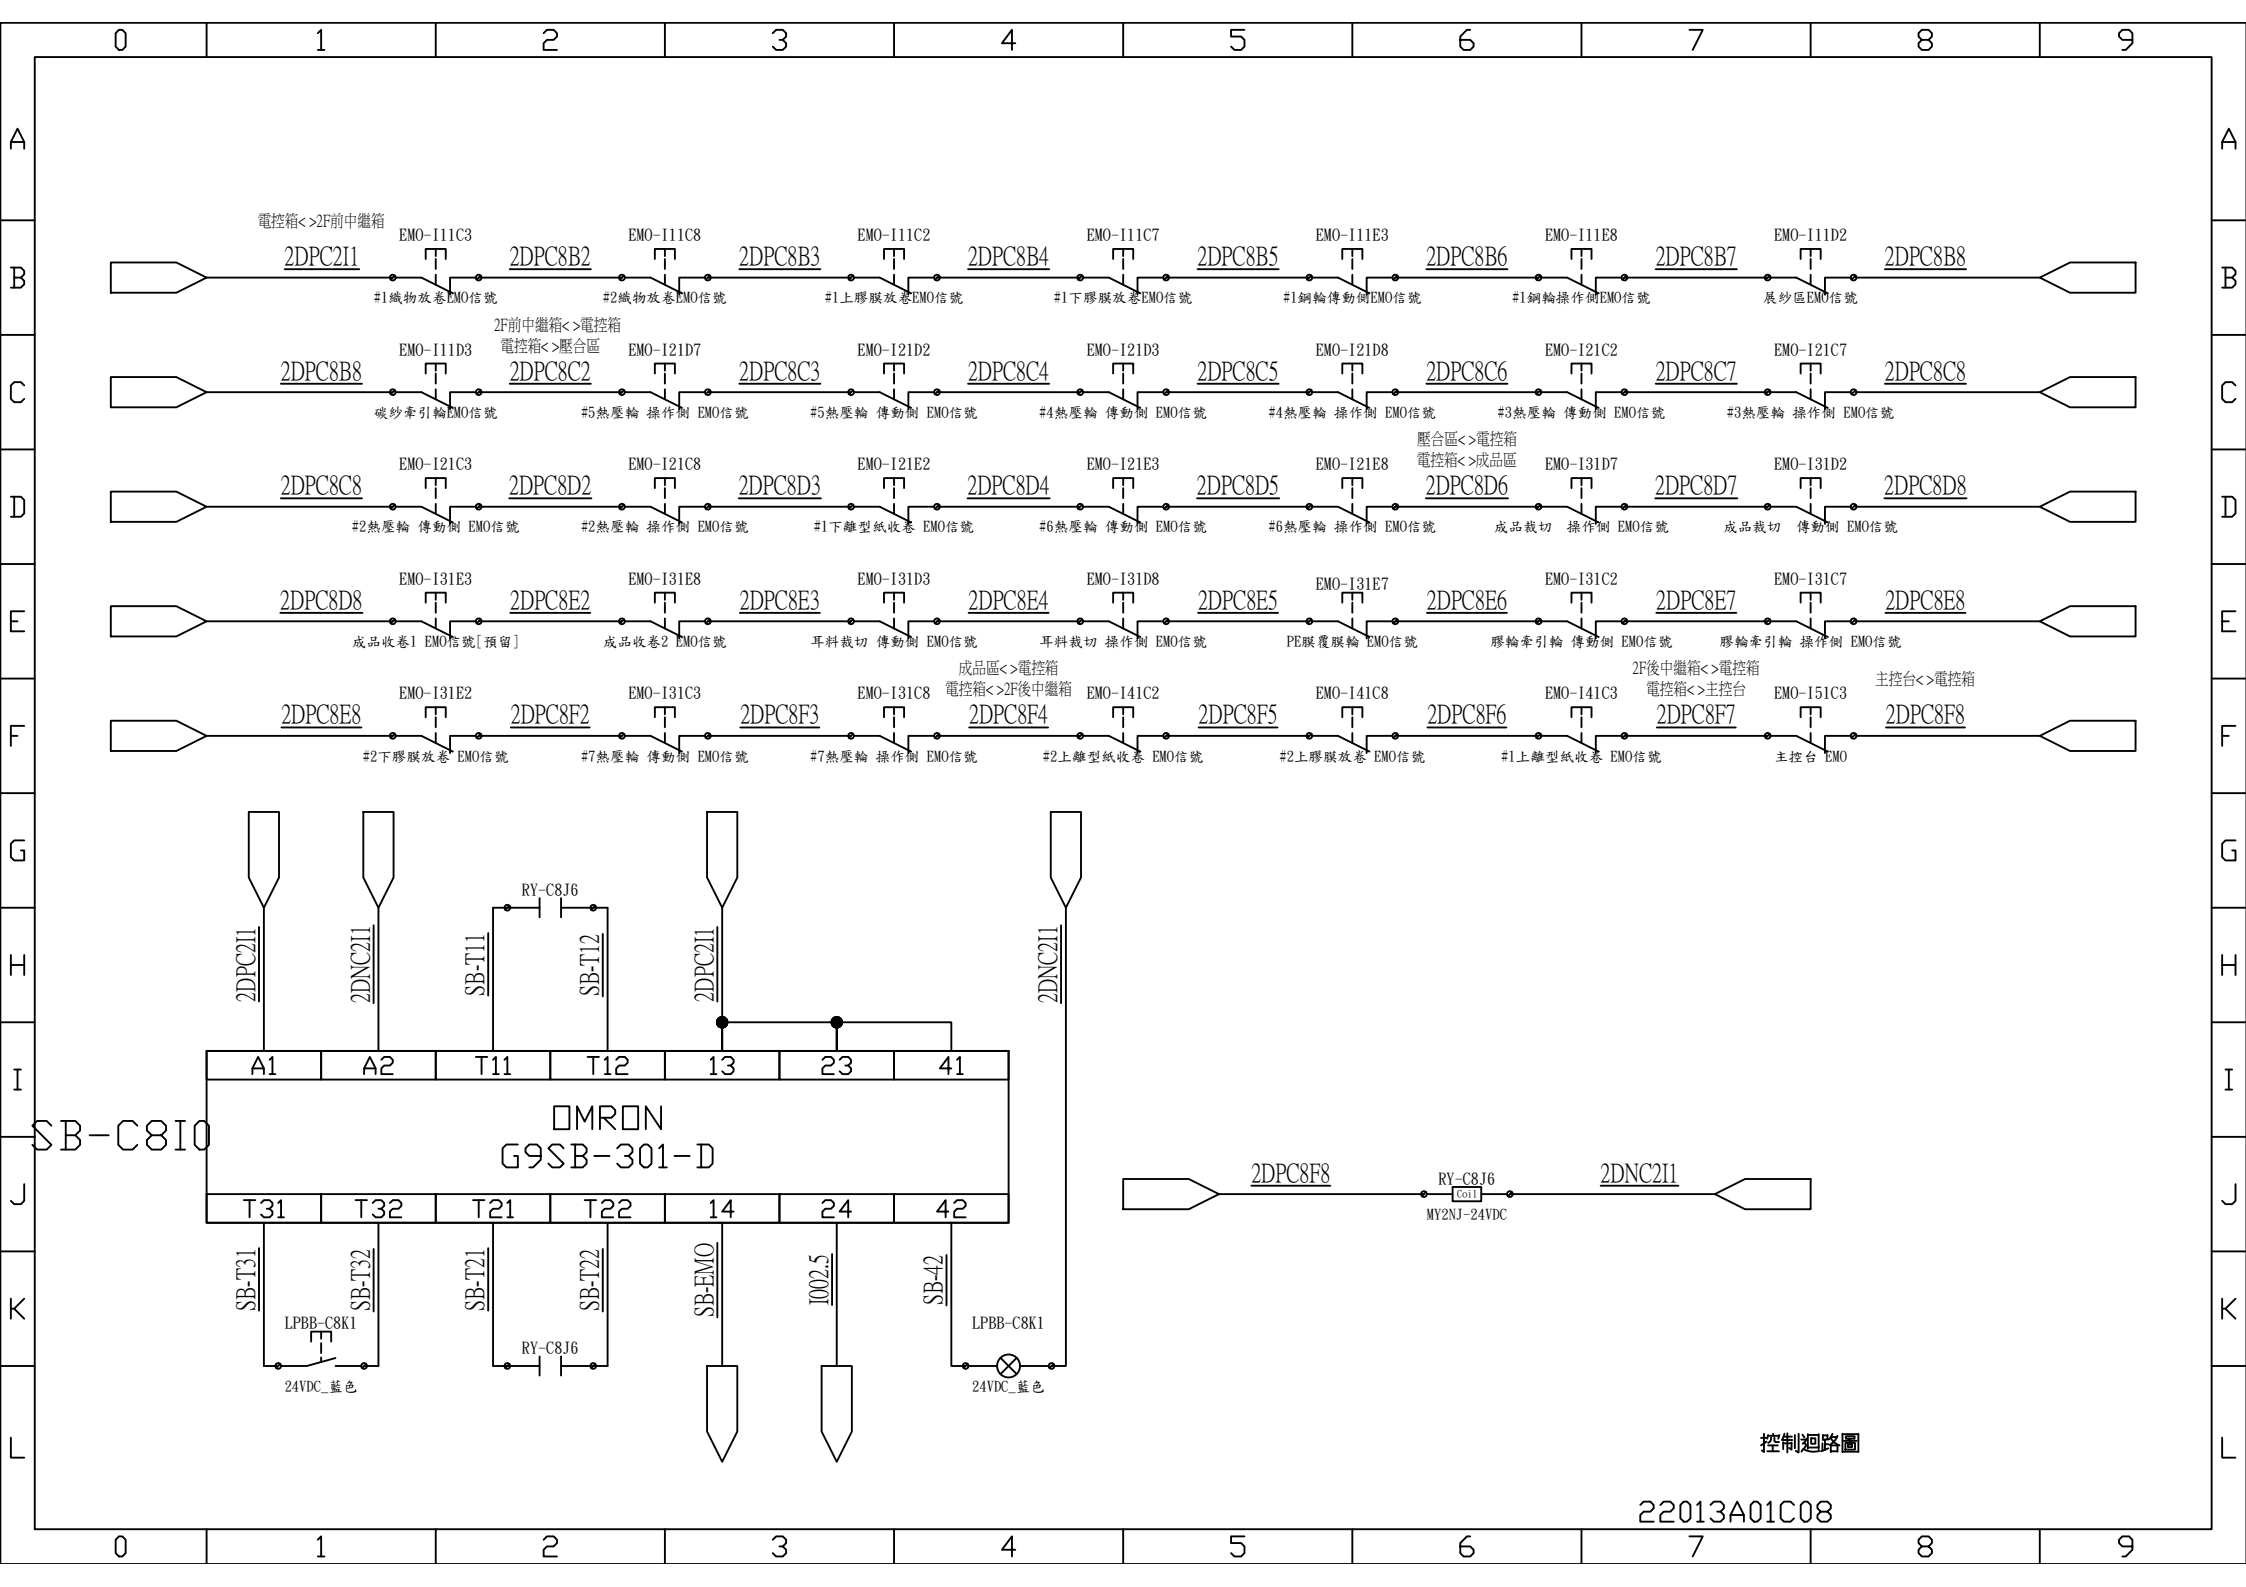 0 1 2 3 4 5 6 7 8 9
A A
電控箱<>2F前中繼箱
EMO-I11C3 EMO-I11C8 EMO-I11C2 EMO-I11C7 EMO-I11E3 EMO-I11E8 EMO-I11D2
B 2DPC2I1 2DPC8B2 2DPC8B3 2DPC8B4 2DPC8B5 2DPC8B6 2DPC8B7 2DPC8B8 B
#1織物放卷EMO信號 #2織物放卷EMO信號 #1上膠膜放卷EMO信號 #1下膠膜放卷EMO信號 #1鋼輪傳動側EMO信號 #1鋼輪操作側EMO信號 展紗區EMO信號
2F前中繼箱<>電控箱
電控箱<>壓合區
EMO-I11D3 EMO-I21D7 EMO-I21D2 EMO-I21D3 EMO-I21D8 EMO-I21C2 EMO-I21C7
C 2DPC8B8 2DPC8C2 2DPC8C3 2DPC8C4 2DPC8C5 2DPC8C6 2DPC8C7 2DPC8C8 C
碳紗牽引輪EMO信號 #5熱壓輪 操作側 EMO信號 #5熱壓輪 傳動側 EMO信號 #4熱壓輪 傳動側 EMO信號 #4熱壓輪 操作側 EMO信號 #3熱壓輪 傳動側 EMO信號 #3熱壓輪 操作側 EMO信號
壓合區<>電控箱
電控箱<>成品區
EMO-I21C3 EMO-I21C8 EMO-I21E2 EMO-I21E3 EMO-I21E8 EMO-I31D7 EMO-I31D2
D 2DPC8C8 2DPC8D2 2DPC8D3 2DPC8D4 2DPC8D5 2DPC8D6 2DPC8D7 2DPC8D8 D
#2熱壓輪 傳動側 EMO信號 #2熱壓輪 操作側 EMO信號 #1下離型紙收卷 EMO信號 #6熱壓輪 傳動側 EMO信號 #6熱壓輪 操作側 EMO信號 成品裁切 操作側 EMO信號 成品裁切 傳動側 EMO信號
EMO-I31E3 EMO-I31E8 EMO-I31D3 EMO-I31D8 EMO-I31E7 EMO-I31C2 EMO-I31C7
E 2DPC8D8 2DPC8E2 2DPC8E3 2DPC8E4 2DPC8E5 2DPC8E6 2DPC8E7 2DPC8E8 E
成品收卷1 EMO信號[預留] 成品收卷2 EMO信號 耳料裁切 傳動側 EMO信號 耳料裁切 操作側 EMO信號 PE膜覆膜輪 EMO信號 膠輪牽引輪 傳動側 EMO信號 膠輪牽引輪 操作側 EMO信號
成品區<>電控箱 2F後中繼箱<>電控箱
電控箱<>2F後中繼箱 電控箱<>主控台 主控台<>電控箱
EMO-I31E2 EMO-I31C3 EMO-I31C8 EMO-I41C2 EMO-I41C8 EMO-I41C3 EMO-I51C3
F 2DPC8E8 2DPC8F2 2DPC8F3 2DPC8F4 2DPC8F5 2DPC8F6 2DPC8F7 2DPC8F8 F
#2下膠膜放卷 EMO信號 #7熱壓輪 傳動側 EMO信號 #7熱壓輪 操作側 EMO信號 #2上離型紙收卷 EMO信號 #2上膠膜放卷 EMO信號 #1上離型紙收卷 EMO信號 主控台 EMO
G G
RY-C8J6
H 2DPC2I1 2DNC2I1 SB-T11 SB-T12 2DPC2I1 2DNC2I1 H
I A1 A2 T11 T12 13 23 41 I
OMRON
SB-C8I0
G9SB-301-D
2DPC8F8 RY-C8J6 2DNC2I1
J T31 T32 T21 T22 14 24 42 Coil J
MY2NJ-24VDC
SB-T31 SB-T32 SB-T21 SB-T22 SB-EMO I002.5 SB-42
K K
LPBB-C8K1 LPBB-C8K1
RY-C8J6
24VDC_藍色 24VDC_藍色
L 控制迴路圖 L
22013A01C08
0 1 2 3 4 5 6 7 8 9